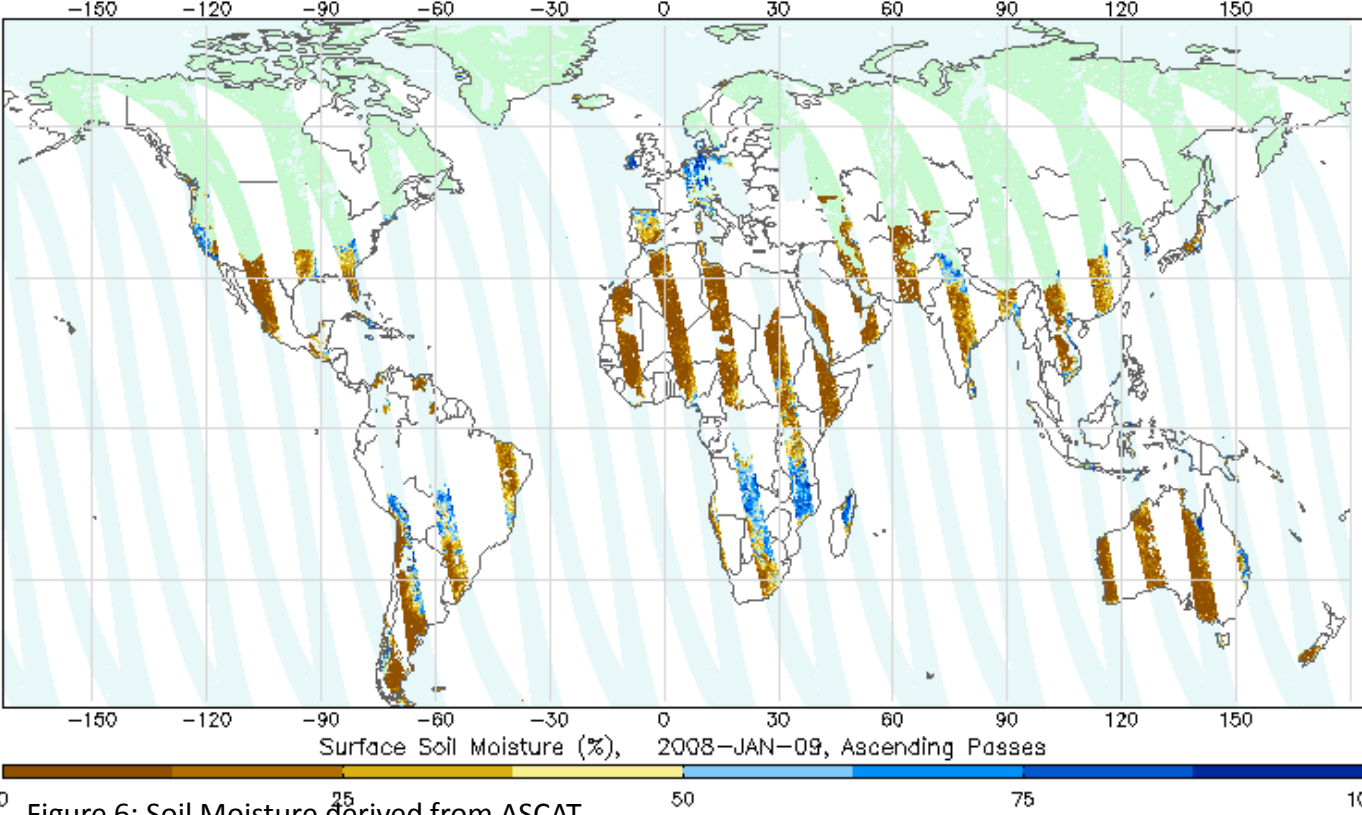 −150 −120 −90 −60 −30 0 30 60 90 120 150
−150 −120 −90 −60 −30 0 30 60 90 120 150
Surface Soil Moisture (%), 2008−JAN−09, Ascending Passes
0 25 50 75 10
Figure 6: Soil Moisture derived from ASCAT